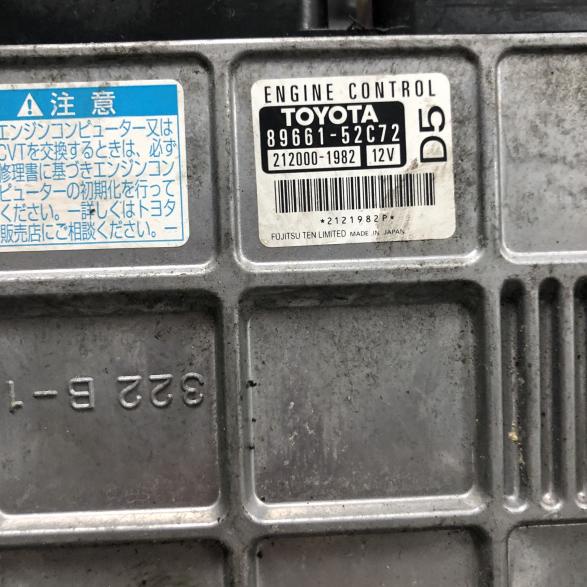 ⚠注意
エンジンコンピューター又は
CVTを交換するときは、必ず
修理書に基づきエンジンコン
ピューターの初期化を行って
ください。ー詳しくはトヨタ
販売店にご相談ください。ー
ENGINE CONTROL
TOYOTA
89661-52C72
212000-1982 12V
D5
*2121982P*
FUJITSU TEN LIMITED MADE IN JAPAN
322 B-1